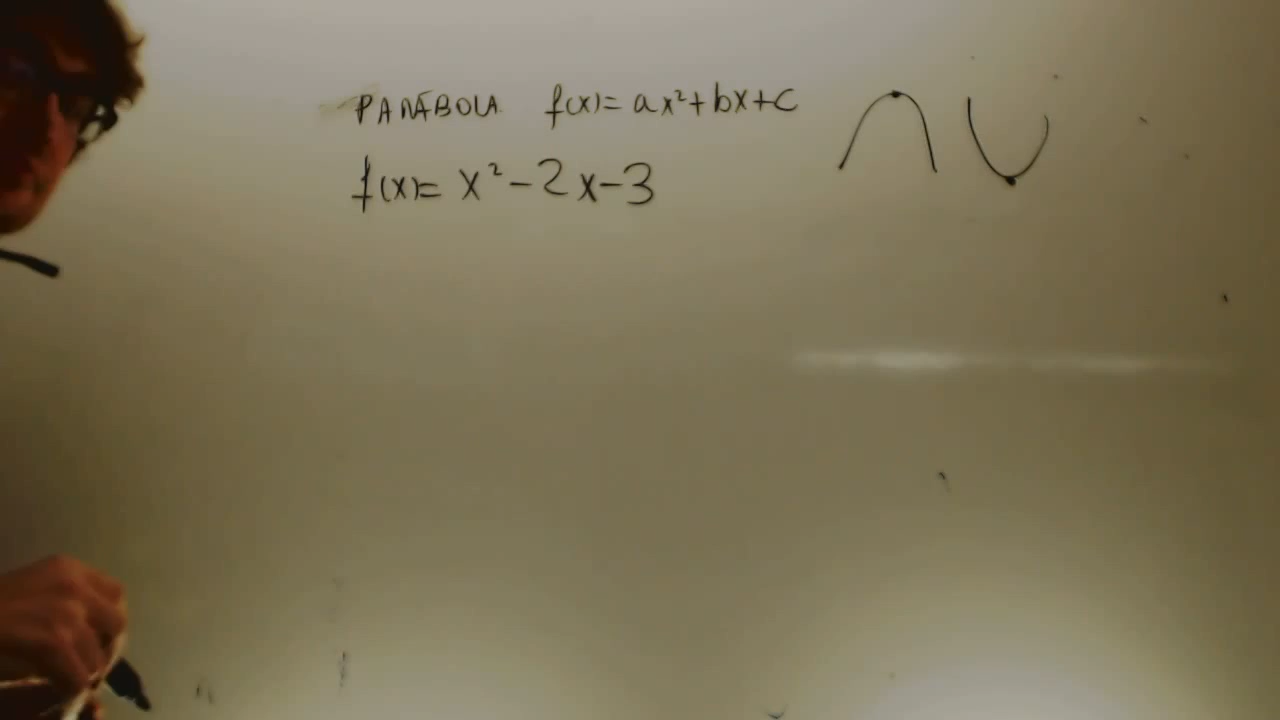 PARÁBOLA f(x)= ax²+bx+c
f(x)= x²-2x-3